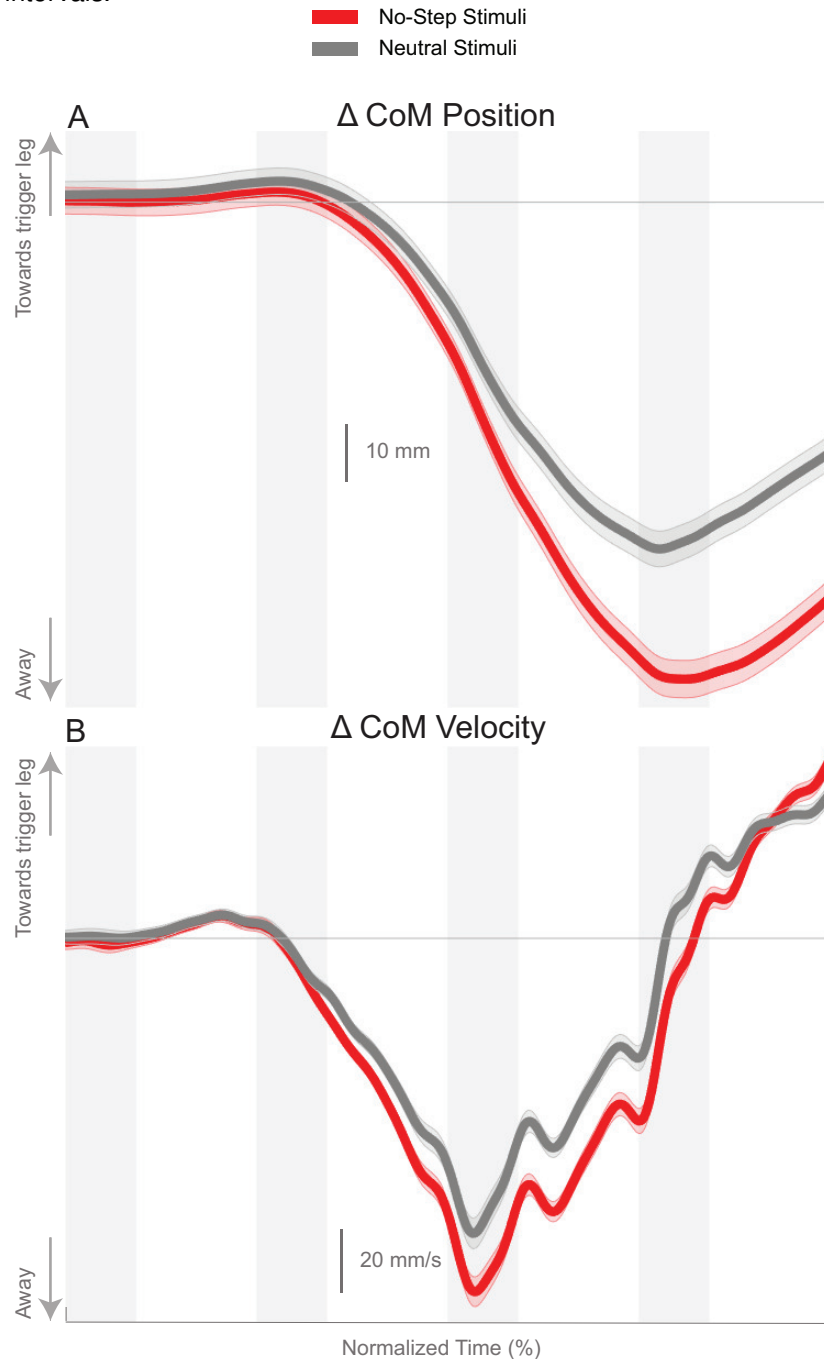 intervals.
No-Step Stimuli
Neutral Stimuli
A
Δ CoM Position
Towards trigger leg
10 mm
Away
B
Δ CoM Velocity
Towards trigger leg
20 mm/s
Away
Normalized Time (%)